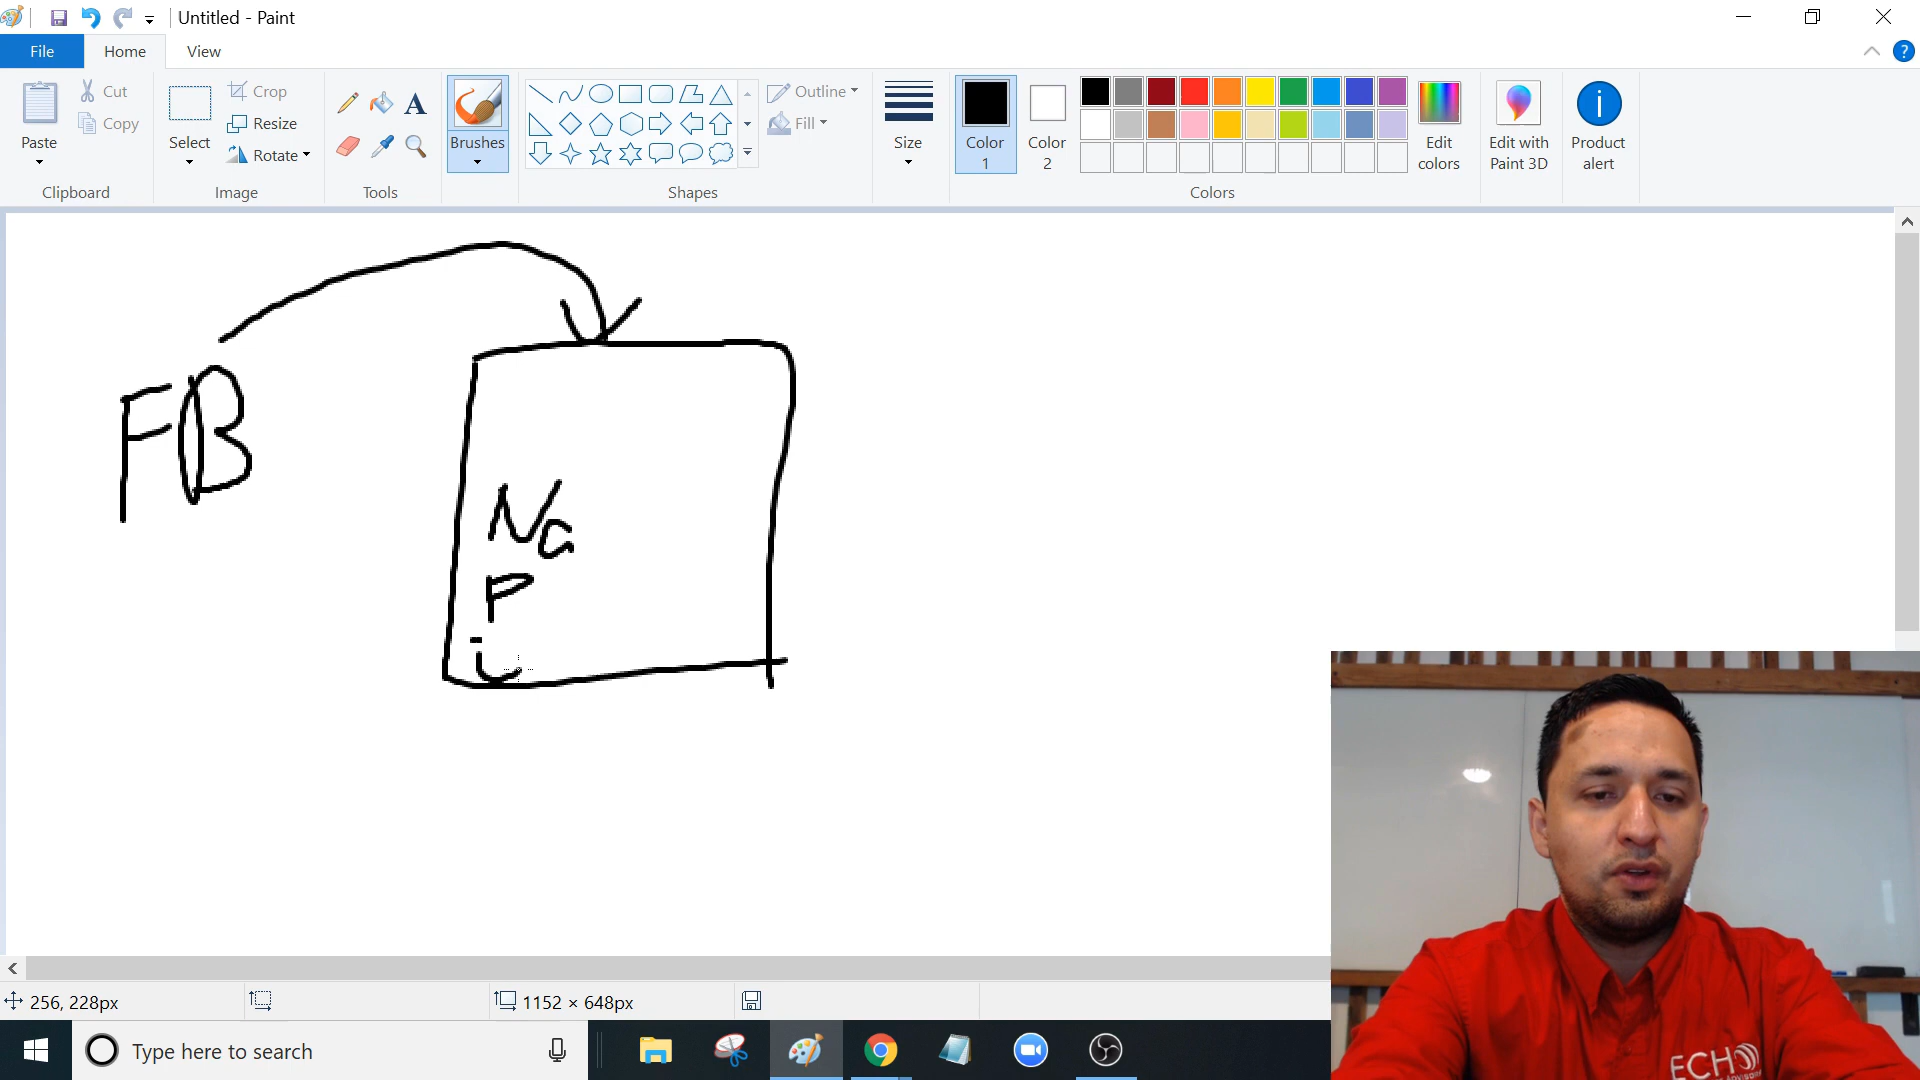 Untitled - Paint
File Home View
Paste
Cut
Copy
Clipboard
Select
Crop
Resize
Rotate
Image
Tools
Brushes
Shapes
Outline
Fill
Size
Color 1
Color 2
Colors
Edit colors
Edit with Paint 3D
Product alert
FB
Na
P
256, 228px
1152 × 648px
Type here to search
ECHO